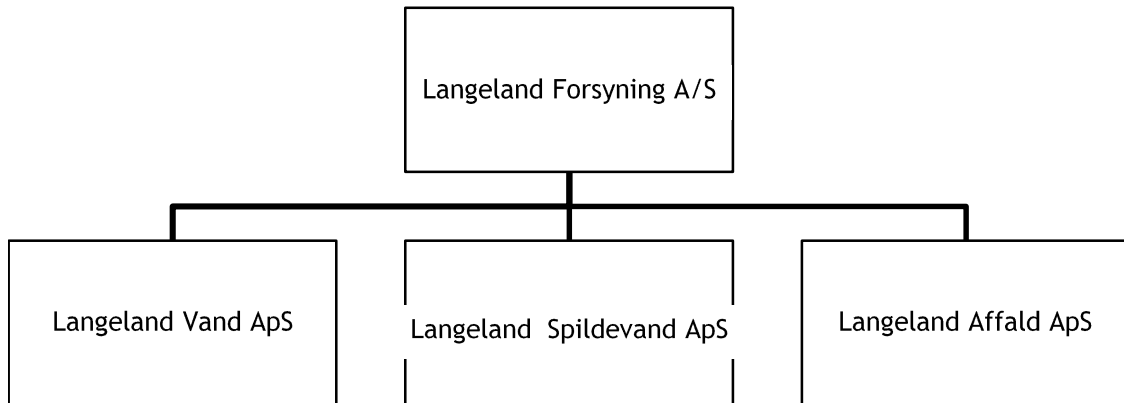 Langeland Forsyning A/S
Langeland Vand ApS
Langeland Spildevand ApS
Langeland Affald ApS